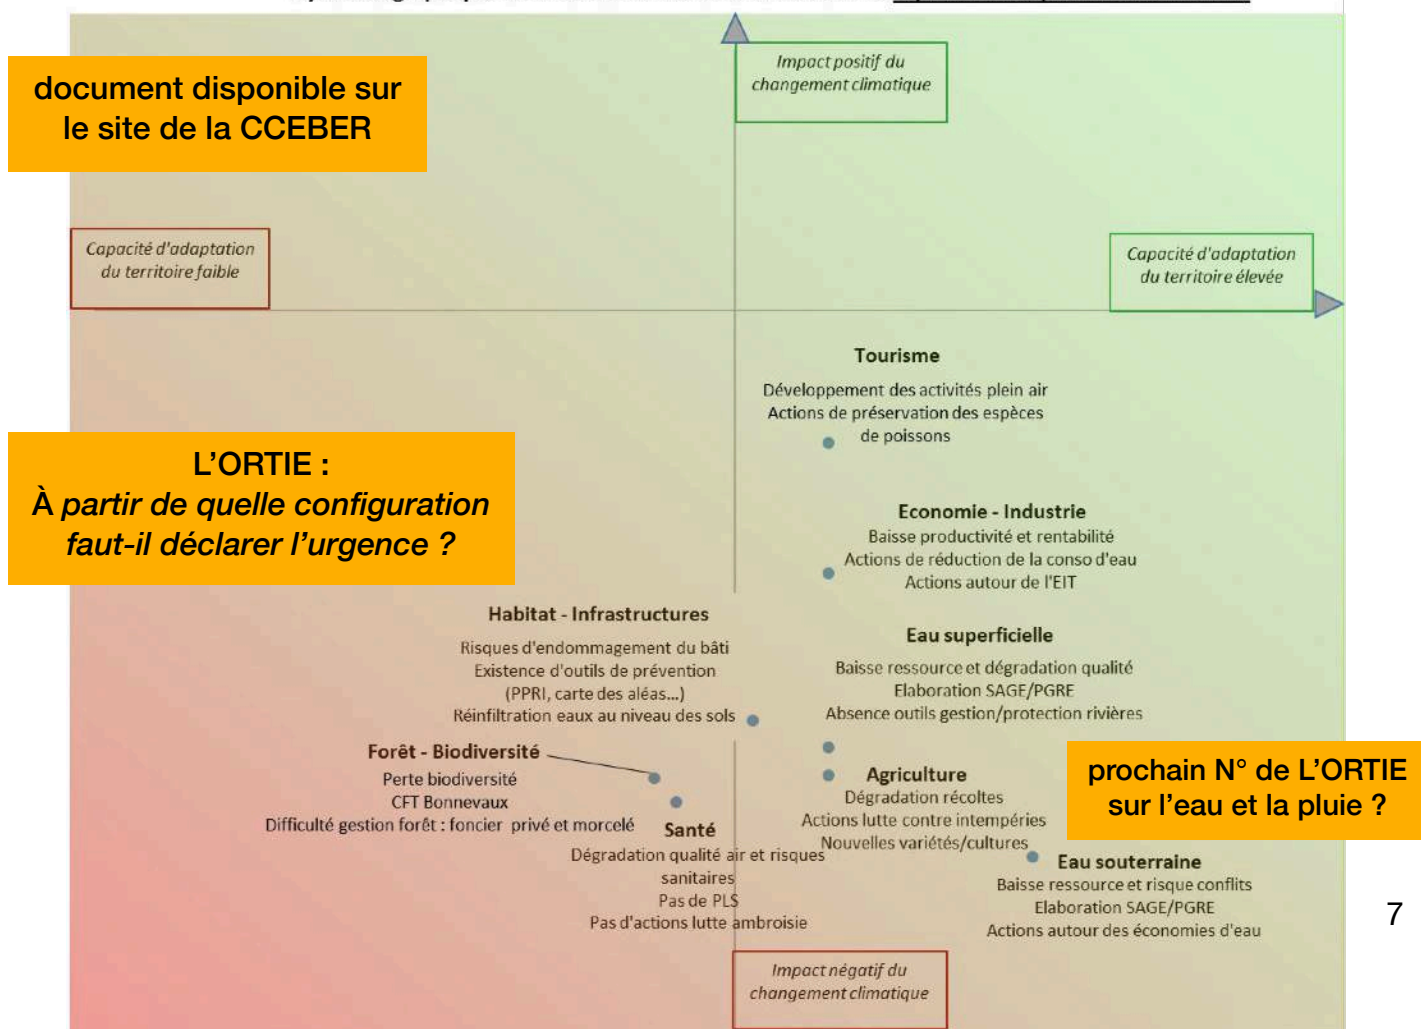 document disponible sur
le site de la CCEBER
Impact positif du
changement climatique
Capacité d'adaptation
du territoire faible
Capacité d'adaptation
du territoire élevée
Tourisme
Développement des activités plein air
Actions de préservation des espèces
de poissons
L'ORTIE :
À partir de quelle configuration
faut-il déclarer l'urgence ?
Economie - Industrie
Baisse productivité et rentabilité
Actions de réduction de la conso d'eau
Actions autour de l'EIT
Habitat - Infrastructures
Risques d'endommagement du bâti
Existence d'outils de prévention
(PPRI, carte des aléas...)
Réinfiltration eaux au niveau des sols
Eau superficielle
Baisse ressource et dégradation qualité
Elaboration SAGE/PGRE
Absence outils gestion/protection rivières
Forêt - Biodiversité
Perte biodiversité
CFT Bonnevaux
Difficulté gestion forêt : foncier privé et morcelé
Agriculture
Dégradation récoltes
Actions lutte contre intempéries
Nouvelles variétés/cultures
prochain N° de L'ORTIE
sur l'eau et la pluie ?
Santé
Dégradation qualité air et risques
sanitaires
Pas de PLS
Pas d'actions lutte ambroisie
Eau souterraine
Baisse ressource et risque conflits
Elaboration SAGE/PGRE
Actions autour des économies d'eau
7
Impact négatif du
changement climatique